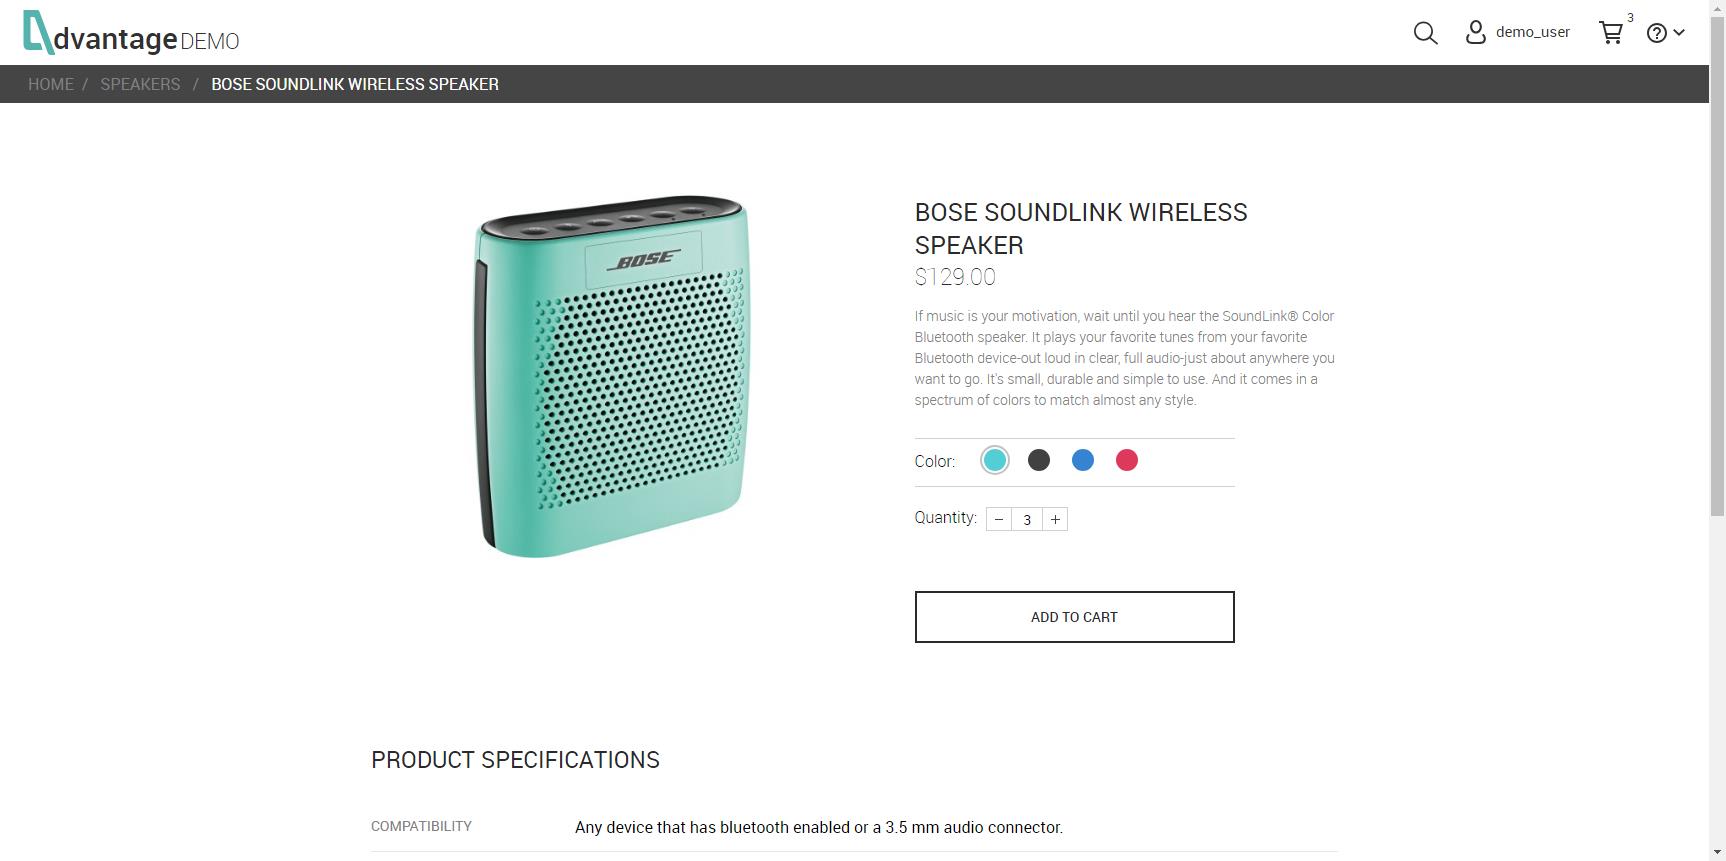 dvantage DEMO
demo_user
3
HOME / SPEAKERS / BOSE SOUNDLINK WIRELESS SPEAKER
BOSE
BOSE SOUNDLINK WIRELESS
SPEAKER
$129.00
If music is your motivation, wait until you hear the SoundLink® Color
Bluetooth speaker. It plays your favorite tunes from your favorite
Bluetooth device-out loud in clear, full audio-just about anywhere you
want to go. It's small, durable and simple to use. And it comes in a
spectrum of colors to match almost any style.
Color:
Quantity: − 3 +
ADD TO CART
PRODUCT SPECIFICATIONS
COMPATIBILITY Any device that has bluetooth enabled or a 3.5 mm audio connector.